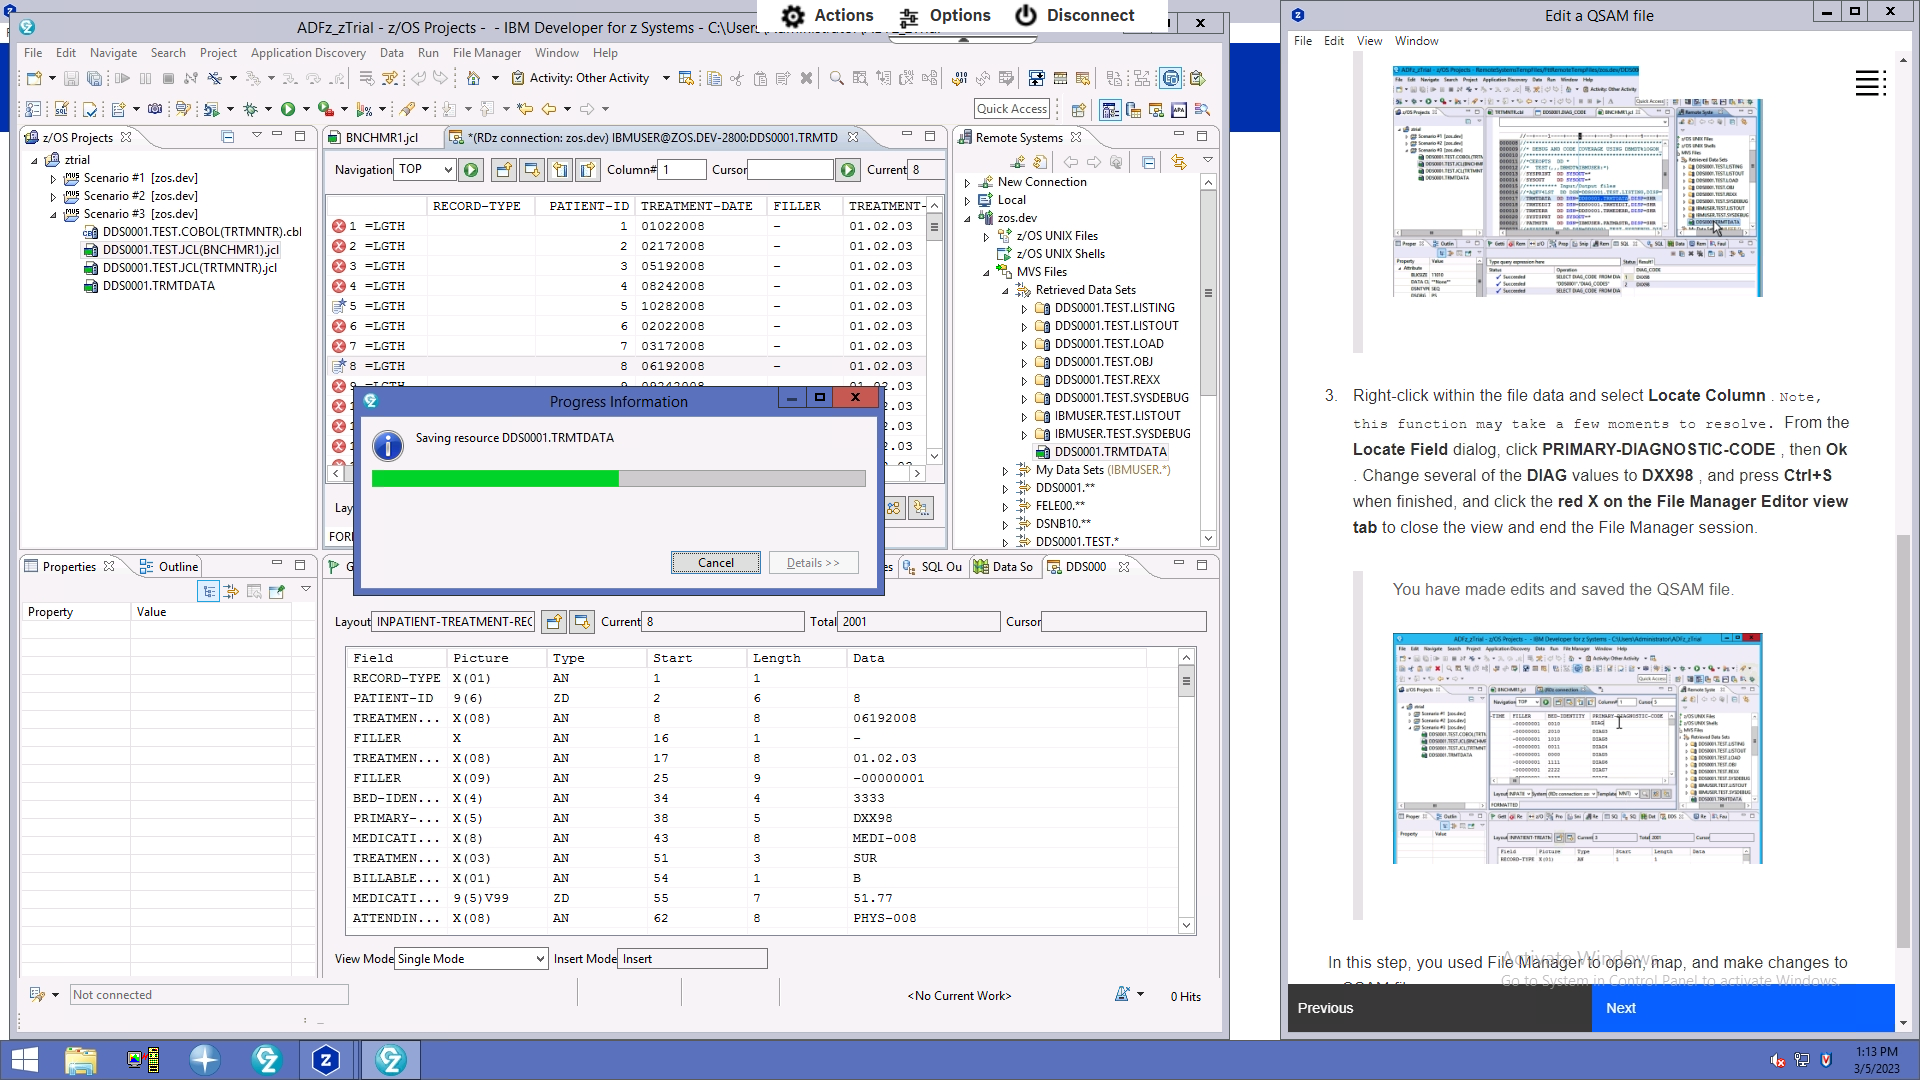 Actions Options Disconnect
ADFz_zTrial - z/OS Projects - - IBM Developer for z Systems - C:\Users\
File Edit Navigate Search Project Application Discovery Data Run File Manager Window Help
Activity: Other Activity
Quick Access
z/OS Projects
ztrial
Scenario #1 [zos.dev]
Scenario #2 [zos.dev]
Scenario #3 [zos.dev]
DDS0001.TEST.COBOL(TRTMNTR).cbl
DDS0001.TEST.JCL(BNCHMR1).jcl
DDS0001.TEST.JCL(TRTMNTR).jcl
DDS0001.TRMTDATA
BNCHMR1.jcl *(RDz connection: zos.dev) IBMUSER@ZOS.DEV-2800:DDS0001.TRMTD
Navigation TOP Column# 1 Cursor Current 8
RECORD-TYPE PATIENT-ID TREATMENT-DATE FILLER TREATMENT-
1 =LGTH 1 01022008 – 01.02.03
2 =LGTH 2 02172008 – 01.02.03
3 =LGTH 3 05192008 – 01.02.03
4 =LGTH 4 08242008 – 01.02.03
5 =LGTH 5 10282008 – 01.02.03
6 =LGTH 6 02022008 – 01.02.03
7 =LGTH 7 03172008 – 01.02.03
8 =LGTH 8 06192008 – 01.02.03
Progress Information
Saving resource DDS0001.TRMTDATA
Cancel Details >>
Remote Systems
New Connection
Local
zos.dev
z/OS UNIX Files
z/OS UNIX Shells
MVS Files
Retrieved Data Sets
DDS0001.TEST.LISTING
DDS0001.TEST.LISTOUT
DDS0001.TEST.LOAD
DDS0001.TEST.OBJ
DDS0001.TEST.REXX
DDS0001.TEST.SYSDEBUG
IBMUSER.TEST.LISTOUT
IBMUSER.TEST.SYSDEBUG
DDS0001.TRMTDATA
My Data Sets (IBMUSER.*)
DDS0001.**
FELE00.**
DSNB10.**
DDS0001.TEST.*
Properties Outline
Property Value
SQL Ou Data So DDS000
Layout INPATIENT-TREATMENT-REC Current 8 Total 2001 Cursor
Field Picture Type Start Length Data
RECORD-TYPE X(01) AN 1 1
PATIENT-ID 9(6) ZD 2 6 8
TREATMEN... X(08) AN 8 8 06192008
FILLER X AN 16 1 –
TREATMEN... X(08) AN 17 8 01.02.03
FILLER X(09) AN 25 9 -00000001
BED-IDEN... X(4) AN 34 4 3333
PRIMARY-... X(5) AN 38 5 DXX98
MEDICATI... X(8) AN 43 8 MEDI-008
TREATMEN... X(03) AN 51 3 SUR
BILLABLE... X(01) AN 54 1 B
MEDICATI... 9(5)V99 ZD 55 7 51.77
ATTENDIN... X(08) AN 62 8 PHYS-008
View Mode Single Mode Insert Mode Insert
Not connected <No Current Work> 0 Hits
Edit a QSAM file
File Edit View Window
3. Right-click within the file data and select Locate Column . Note,
this function may take a few moments to resolve. From the
Locate Field dialog, click PRIMARY-DIAGNOSTIC-CODE , then Ok
. Change several of the DIAG values to DXX98 , and press Ctrl+S
when finished, and click the red X on the File Manager Editor view
tab to close the view and end the File Manager session.
You have made edits and saved the QSAM file.
In this step, you used File Manager to open, map, and make changes to
Activate Windows
Go to System in Control Panel to activate Windows.
Previous Next
1:13 PM
3/5/2023